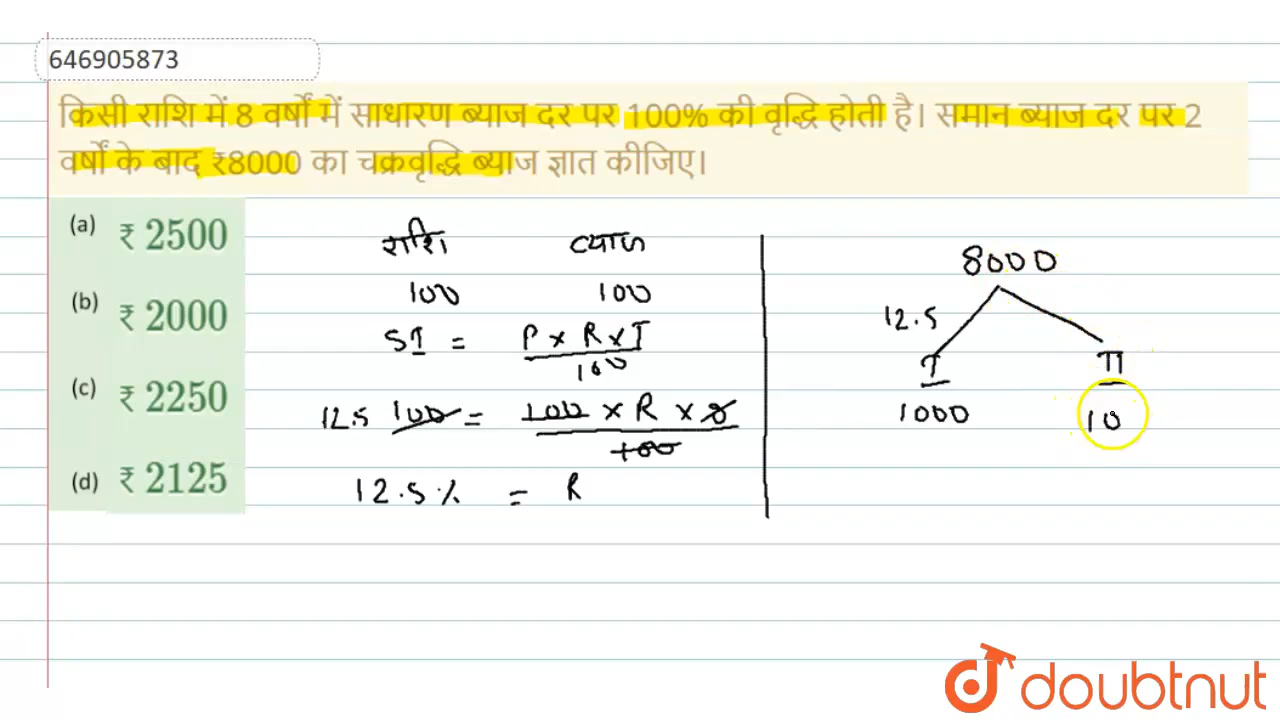 646905873
किसी राशि में 8 वर्षों में साधारण ब्याज दर पर 100% की वृद्धि होती है। समान ब्याज दर पर 2
वर्षों के बाद ₹8000 का चक्रवृद्धि ब्याज ज्ञात कीजिए।
(a) ₹ 2500
(b) ₹ 2000
(c) ₹ 2250
(d) ₹ 2125
राशि ब्याज
100 100
SI = P × R × T
100
12.5 100 = 100 × R × 8
100
12.5 % = R
8000
12.5
I II
1000 10
doubtnut